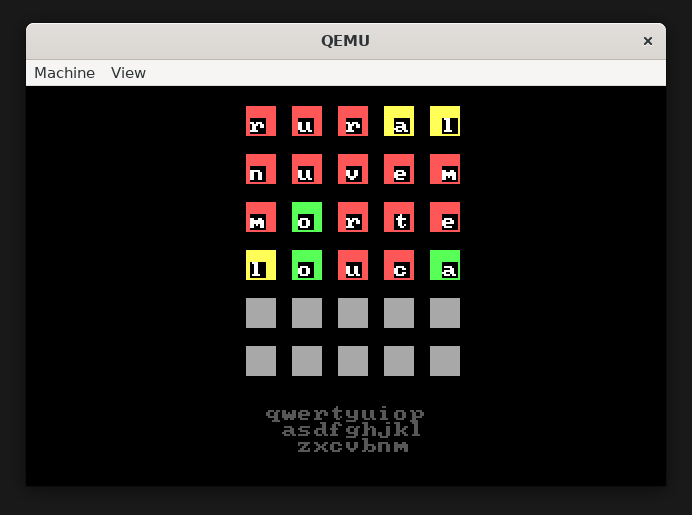 QEMU ×
Machine View
r u r a l
n u v e m
m o r t e
l o u c a
qwertyuiop
asdfghjkl
zxcvbnm